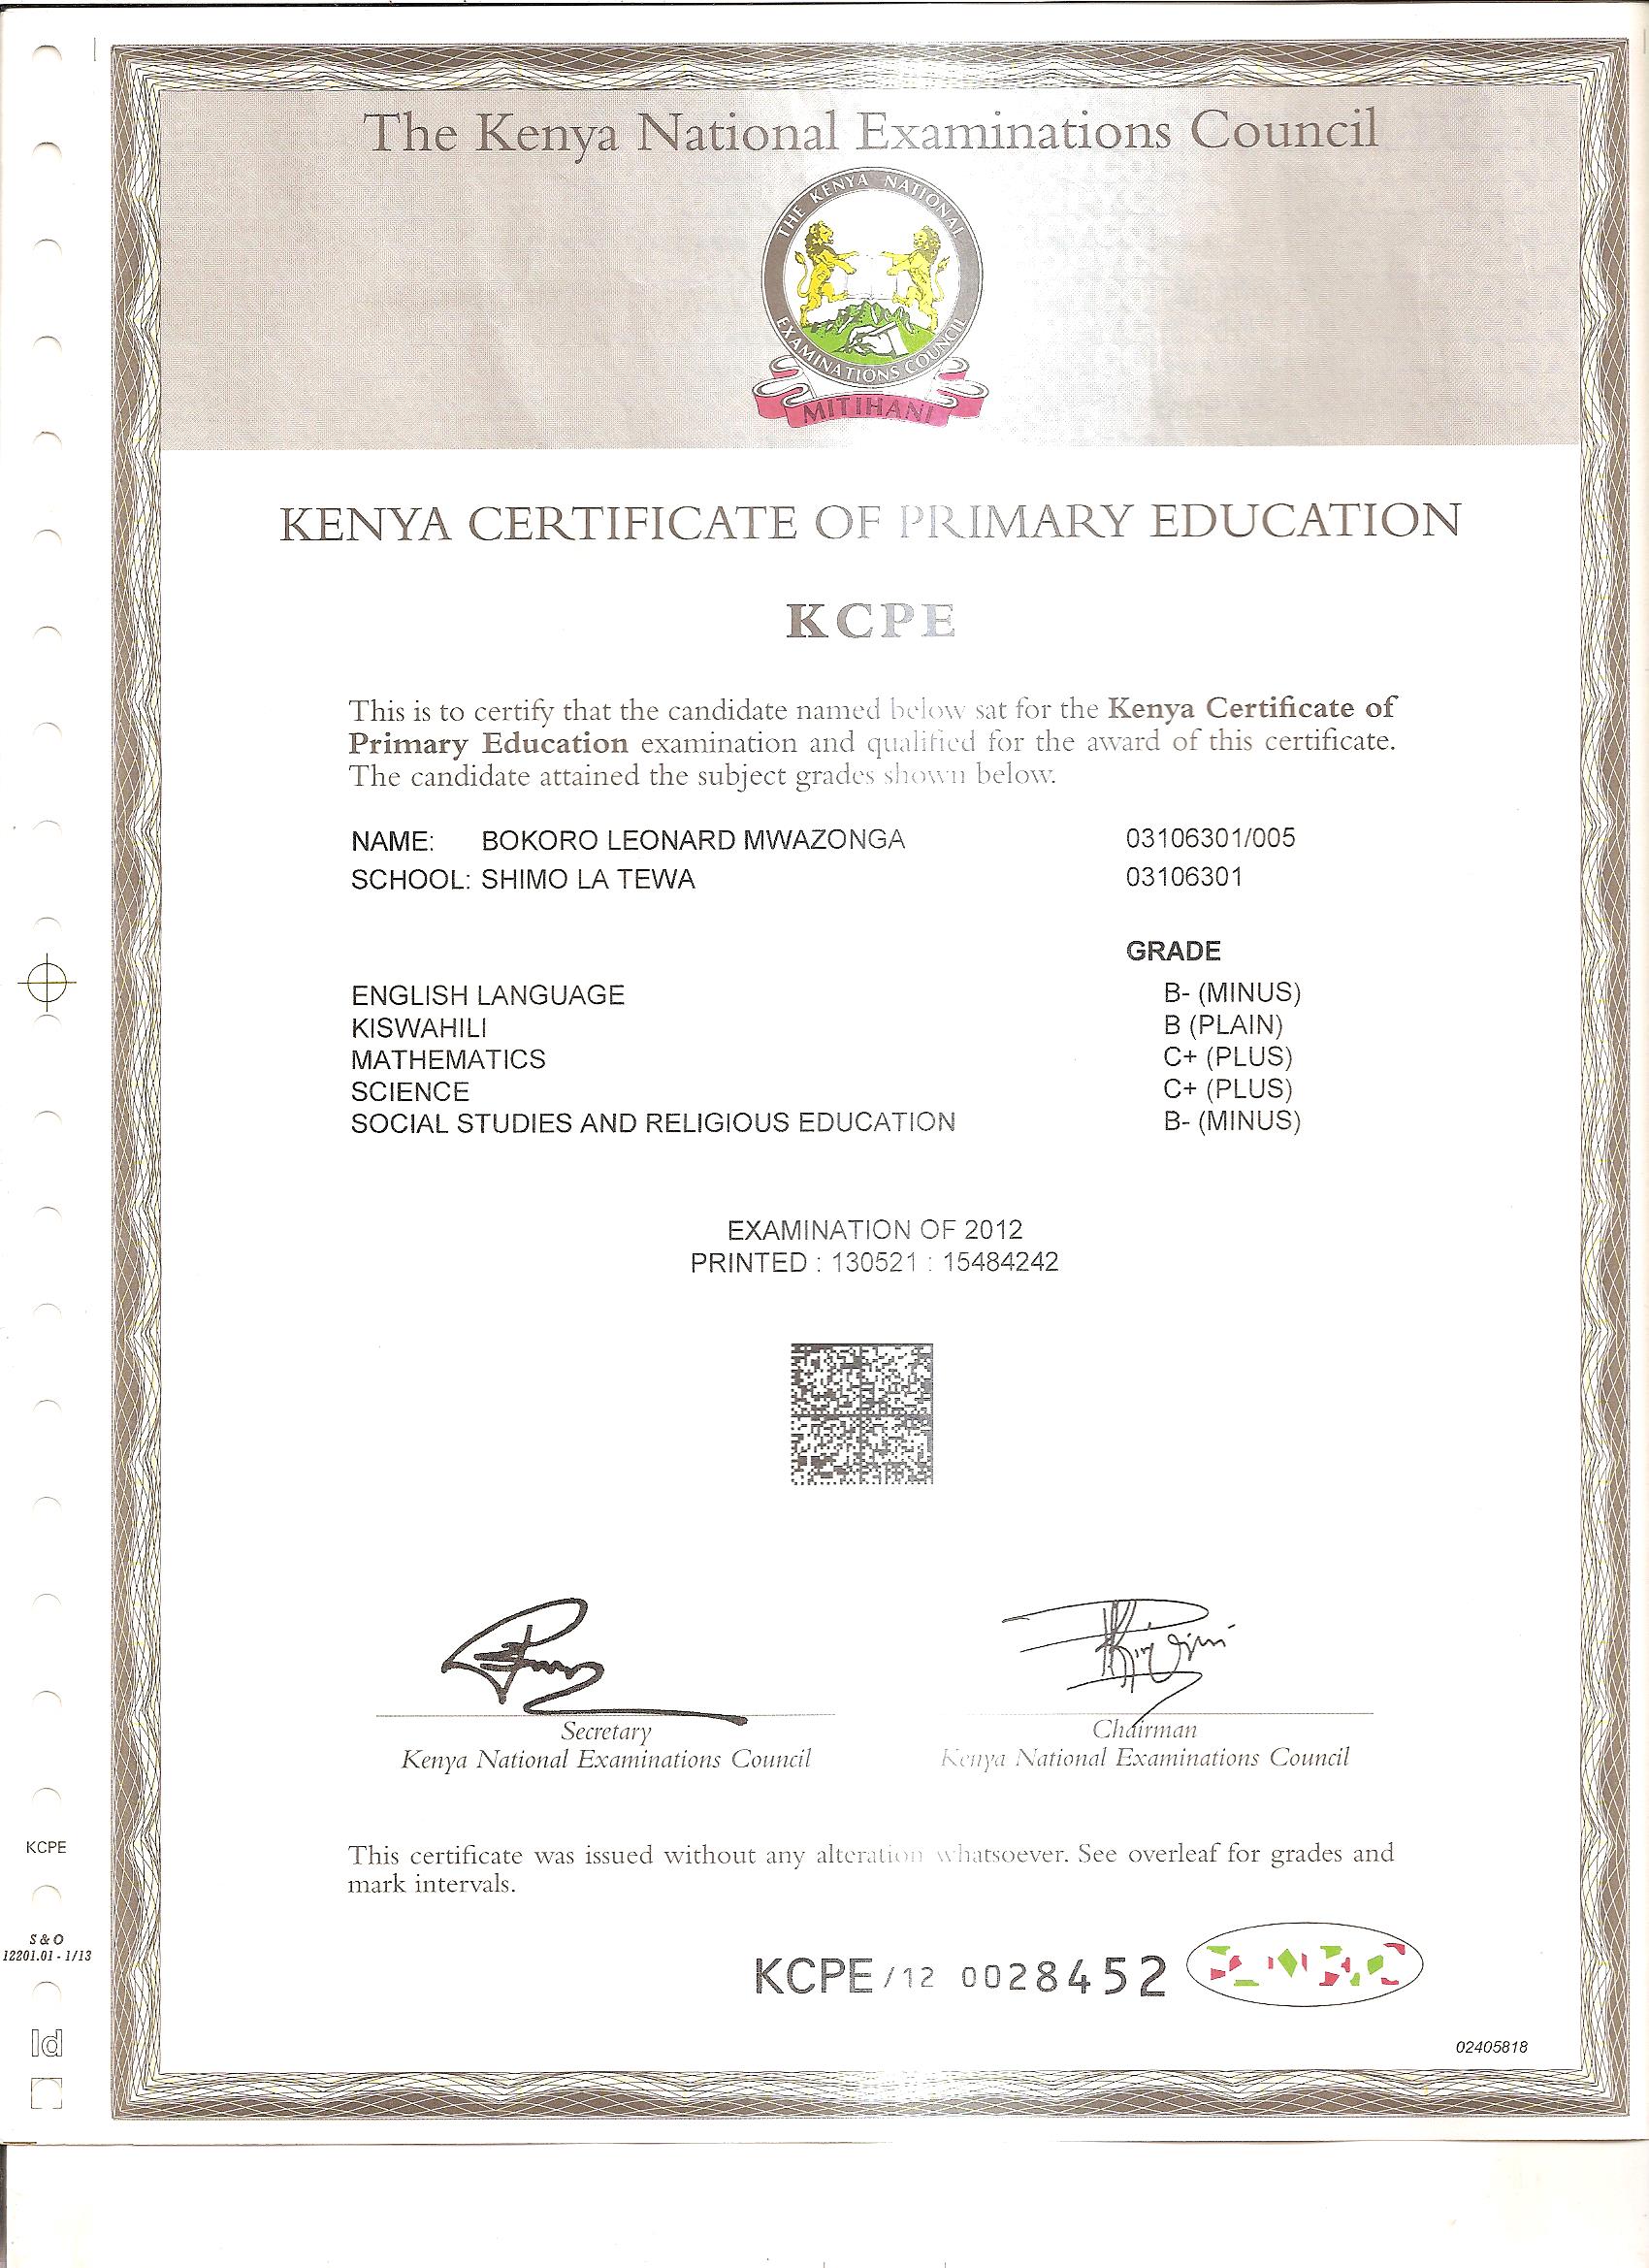 The Kenya National Examinations Council
THE KENYA NATIONAL
EXAMINATIONS COUNCIL
MITIHANI
KENYA CERTIFICATE OF PRIMARY EDUCATION
KCPE
This is to certify that the candidate named below sat for the Kenya Certificate of
Primary Education examination and qualified for the award of this certificate.
The candidate attained the subject grades shown below.
NAME: BOKORO LEONARD MWAZONGA 03106301/005
SCHOOL: SHIMO LA TEWA 03106301
GRADE
ENGLISH LANGUAGE B- (MINUS)
KISWAHILI B (PLAIN)
MATHEMATICS C+ (PLUS)
SCIENCE C+ (PLUS)
SOCIAL STUDIES AND RELIGIOUS EDUCATION B- (MINUS)
EXAMINATION OF 2012
PRINTED : 130521 : 15484242
Secretary
Kenya National Examinations Council
Chairman
Kenya National Examinations Council
This certificate was issued without any alteration whatsoever. See overleaf for grades and
mark intervals.
KCPE/12 0028452
02405818
KCPE
S & O
12201.01 - 1/13
ld